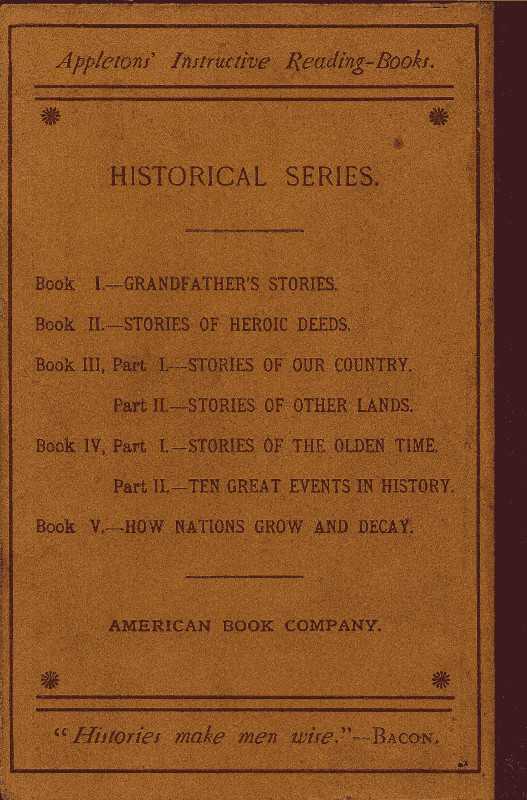 Appletons' Instructive Reading-Books.
HISTORICAL SERIES.
Book I.—GRANDFATHER'S STORIES.
Book II.—STORIES OF HEROIC DEEDS.
Book III, Part I.—STORIES OF OUR COUNTRY.
Part II.—STORIES OF OTHER LANDS.
Book IV, Part I.—STORIES OF THE OLDEN TIME.
Part II.—TEN GREAT EVENTS IN HISTORY.
Book V.—HOW NATIONS GROW AND DECAY.
AMERICAN BOOK COMPANY.
"Histories make men wise."—BACON.